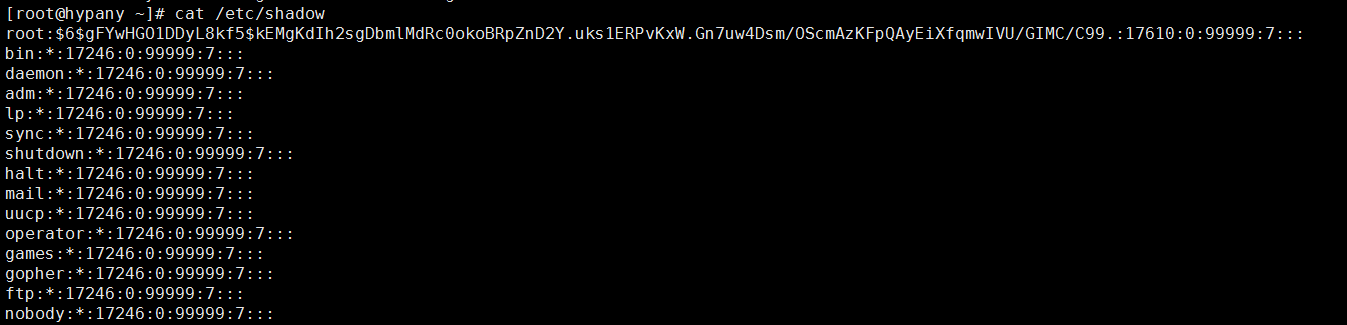 [root@hypany ~]# cat /etc/shadow
root:$6$gFYwHGO1DDyL8kf5$kEMgKdIh2sgDbmlMdRc0okoBRpZnD2Y.uks1ERPvKxW.Gn7uw4Dsm/OScmAzKFpQAyEiXfqmwIVU/GIMC/C99.:17610:0:99999:7:::
bin:*:17246:0:99999:7:::
daemon:*:17246:0:99999:7:::
adm:*:17246:0:99999:7:::
lp:*:17246:0:99999:7:::
sync:*:17246:0:99999:7:::
shutdown:*:17246:0:99999:7:::
halt:*:17246:0:99999:7:::
mail:*:17246:0:99999:7:::
uucp:*:17246:0:99999:7:::
operator:*:17246:0:99999:7:::
games:*:17246:0:99999:7:::
gopher:*:17246:0:99999:7:::
ftp:*:17246:0:99999:7:::
nobody:*:17246:0:99999:7:::